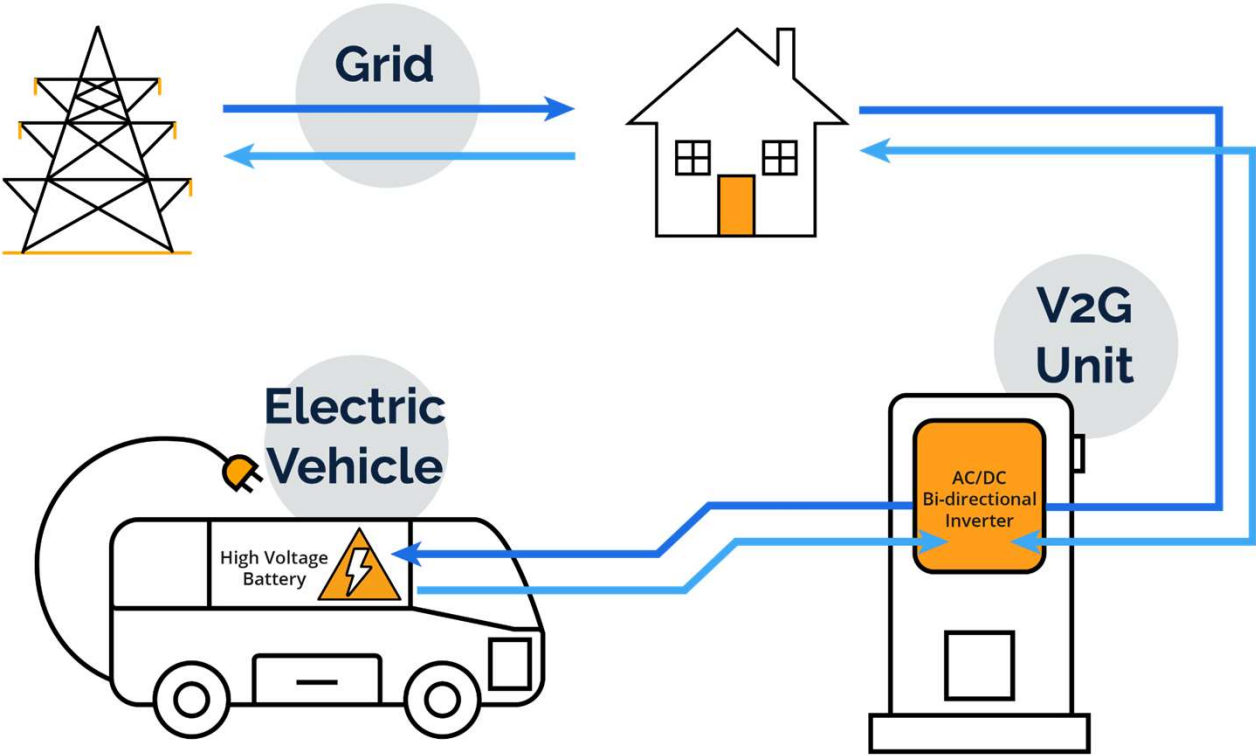 Grid
V2G
Unit
Electric
Vehicle
AC/DC
Bi-directional
Inverter
High Voltage
Battery